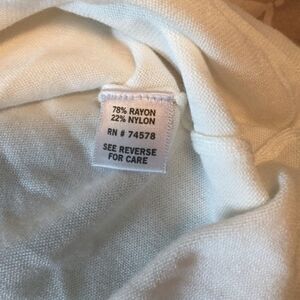 78% RAYON
22% NYLON
RN # 74578
SEE REVERSE
FOR CARE